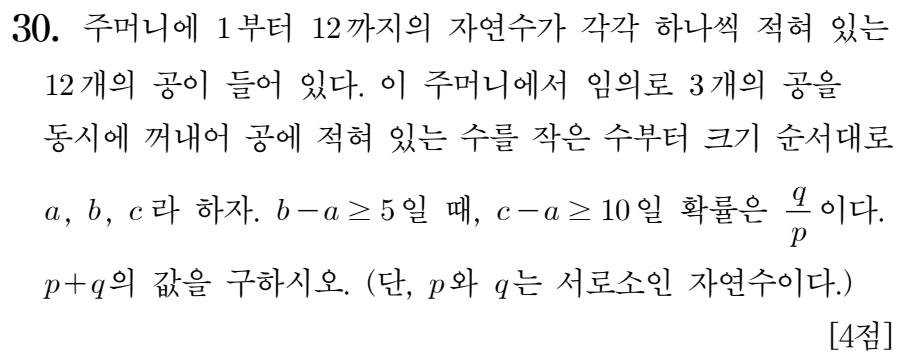 30. 주머니에 1부터 12까지의 자연수가 각각 하나씩 적혀 있는
12개의 공이 들어 있다. 이 주머니에서 임의로 3개의 공을
동시에 꺼내어 공에 적혀 있는 수를 작은 수부터 크기 순서대로
a, b, c라 하자. b-a≥5일 때, c-a≥10일 확률은 q/p이다.
p+q의 값을 구하시오. (단, p와 q는 서로소인 자연수이다.)
[4점]